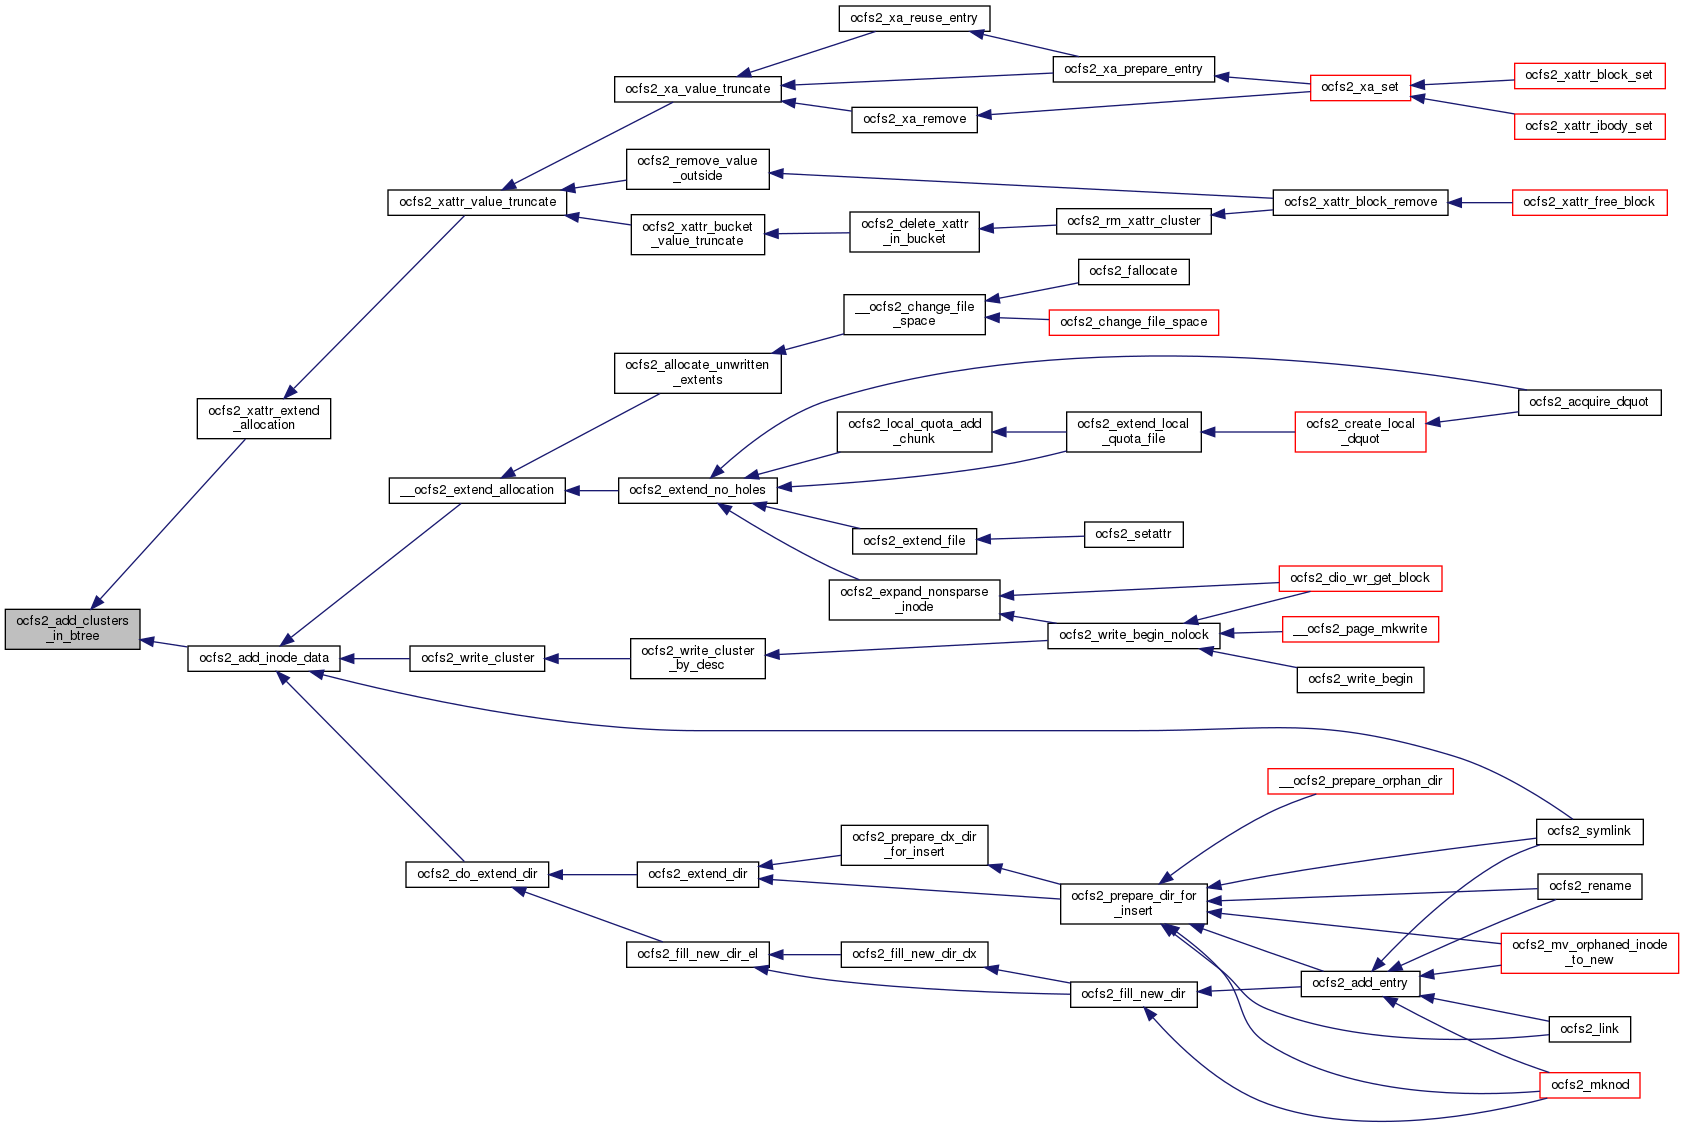 ocfs2_xa_reuse_entry
ocfs2_xa_prepare_entry
ocfs2_xattr_block_set
ocfs2_xa_value_truncate
ocfs2_xa_set
ocfs2_xa_remove
ocfs2_xattr_ibody_set
ocfs2_remove_value
_outside
ocfs2_xattr_value_truncate
ocfs2_xattr_block_remove
ocfs2_xattr_free_block
ocfs2_xattr_bucket
_value_truncate
ocfs2_delete_xattr
_in_bucket
ocfs2_rm_xattr_cluster
ocfs2_fallocate
__ocfs2_change_file
_space
ocfs2_change_file_space
ocfs2_allocate_unwritten
_extents
ocfs2_acquire_dquot
ocfs2_xattr_extend
_allocation
ocfs2_local_quota_add
_chunk
ocfs2_extend_local
_quota_file
ocfs2_create_local
_dquot
__ocfs2_extend_allocation
ocfs2_extend_no_holes
ocfs2_extend_file
ocfs2_setattr
ocfs2_dio_wr_get_block
ocfs2_expand_nonsparse
_inode
ocfs2_add_clusters
_in_btree
ocfs2_write_begin_nolock
__ocfs2_page_mkwrite
ocfs2_add_inode_data
ocfs2_write_cluster
ocfs2_write_cluster
_by_desc
ocfs2_write_begin
__ocfs2_prepare_orphan_dir
ocfs2_symlink
ocfs2_prepare_dx_dir
_for_insert
ocfs2_do_extend_dir
ocfs2_extend_dir
ocfs2_rename
ocfs2_prepare_dir_for
_insert
ocfs2_mv_orphaned_inode
_to_new
ocfs2_fill_new_dir_el
ocfs2_fill_new_dir_dx
ocfs2_add_entry
ocfs2_fill_new_dir
ocfs2_link
ocfs2_mknod